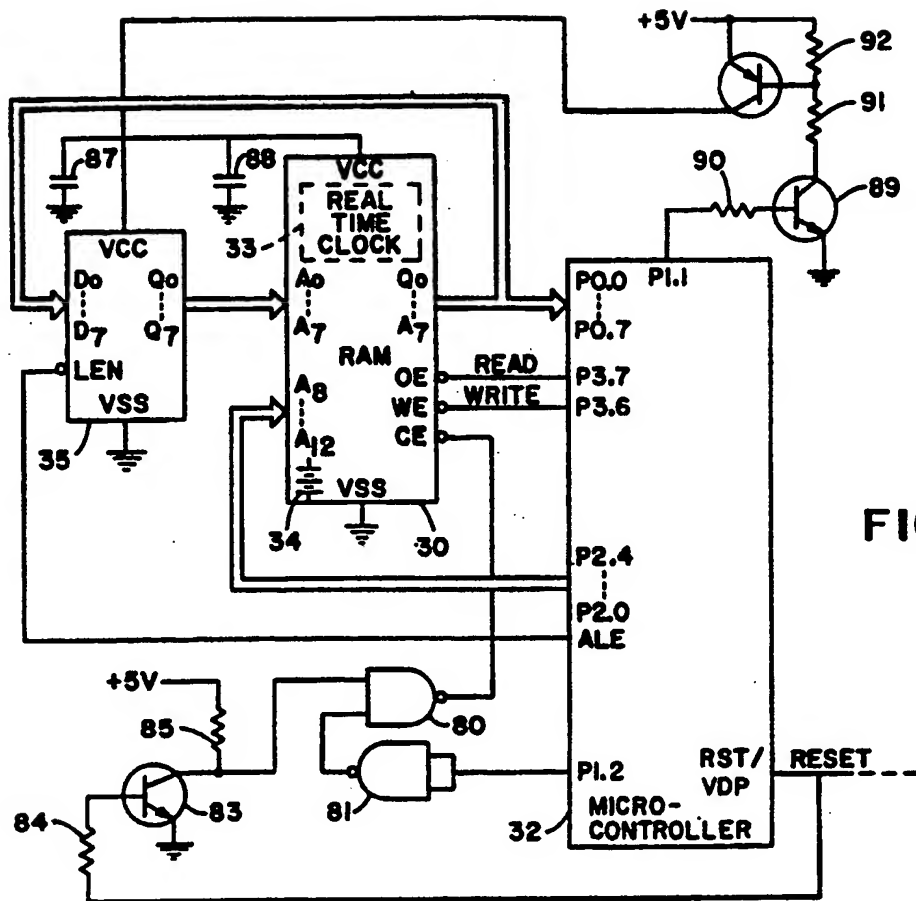 +5V
92
91
90
89
87
88
VCC
REAL
TIME
CLOCK
33
VCC
D0
D7
Q0
Q7
LEN
VSS
35
A0
A7
Q0
A7
RAM
A8
A12
OE
WE
CE
READ
WRITE
34
VSS
30
P1.1
P0.0
P0.7
P3.7
P3.6
P2.4
P2.0
ALE
FI
+5V
85
80
84
83
81
P1.2
RST/
VDP
RESET
32
MICRO-
CONTROLLER